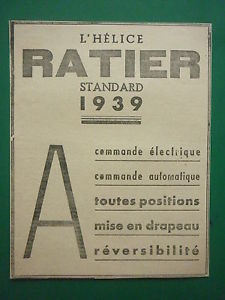 L'HÉLICE
RATIER
STANDARD
1939
A
commande électrique
commande automatique
toutes positions
mise en drapeau
réversibilité